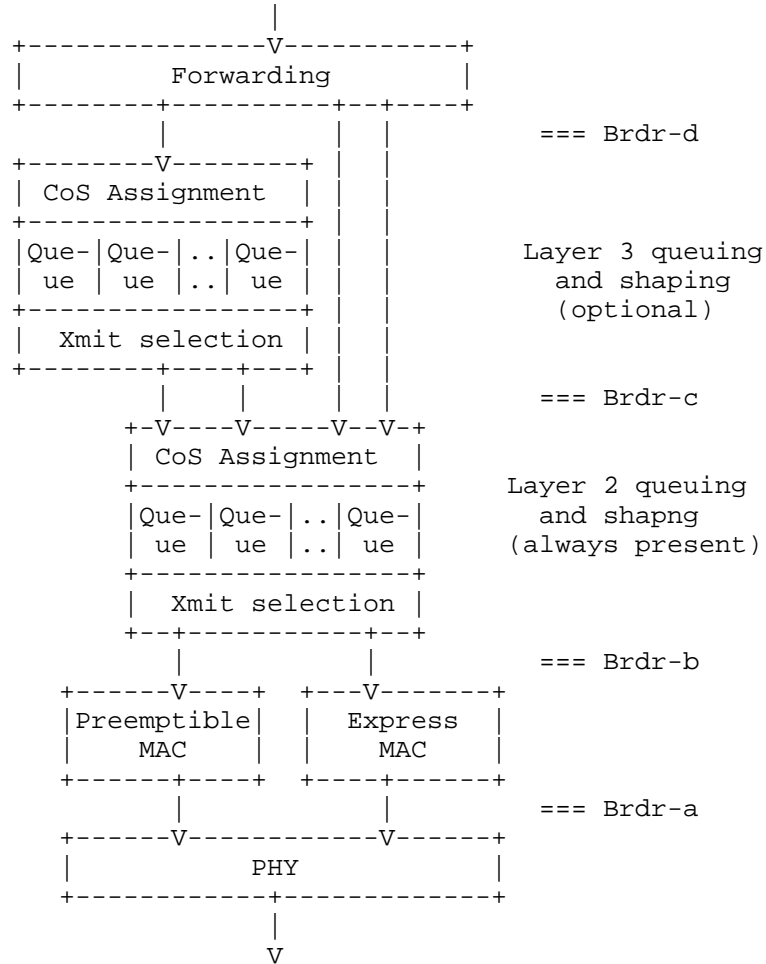 Forwarding
=== Brdr-d
CoS Assignment
Que-|Que-|..|Que- Layer 3 queuing
ue | ue |..| ue and shaping
(optional)
Xmit selection
=== Brdr-c
CoS Assignment
Layer 2 queuing
Que-|Que-|..|Que- and shapng
ue | ue |..| ue (always present)
Xmit selection
=== Brdr-b
Preemptible Express
MAC MAC
=== Brdr-a
PHY